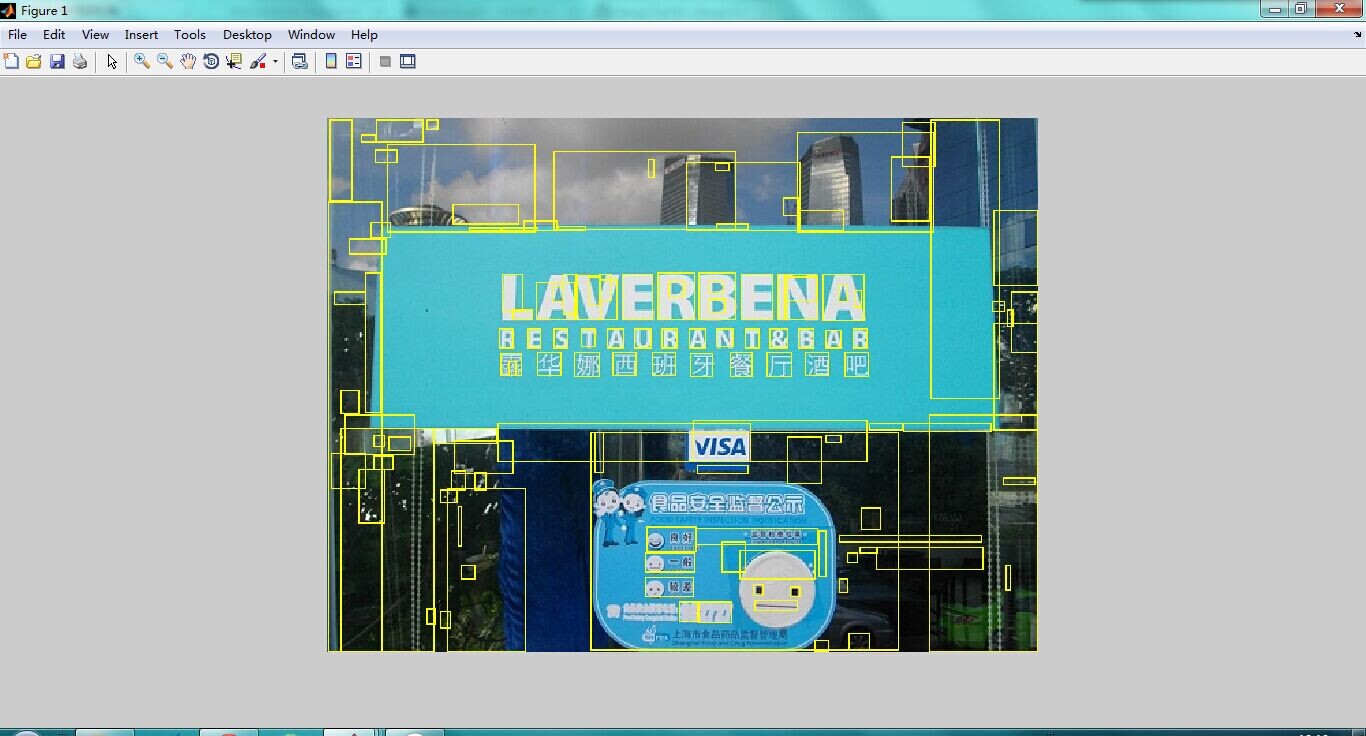 Figure 1
File Edit View Insert Tools Desktop Window Help
LAVERBENA
RESTAURANT&BAR
露华娜西班牙餐厅酒吧
VISA
食品安全监督公示
FOOD SAFETY INSPECTION NOTIFICATION
良好
一般
较差
上海市食品药品监督管理局
Shanghai Food and Drug Administration